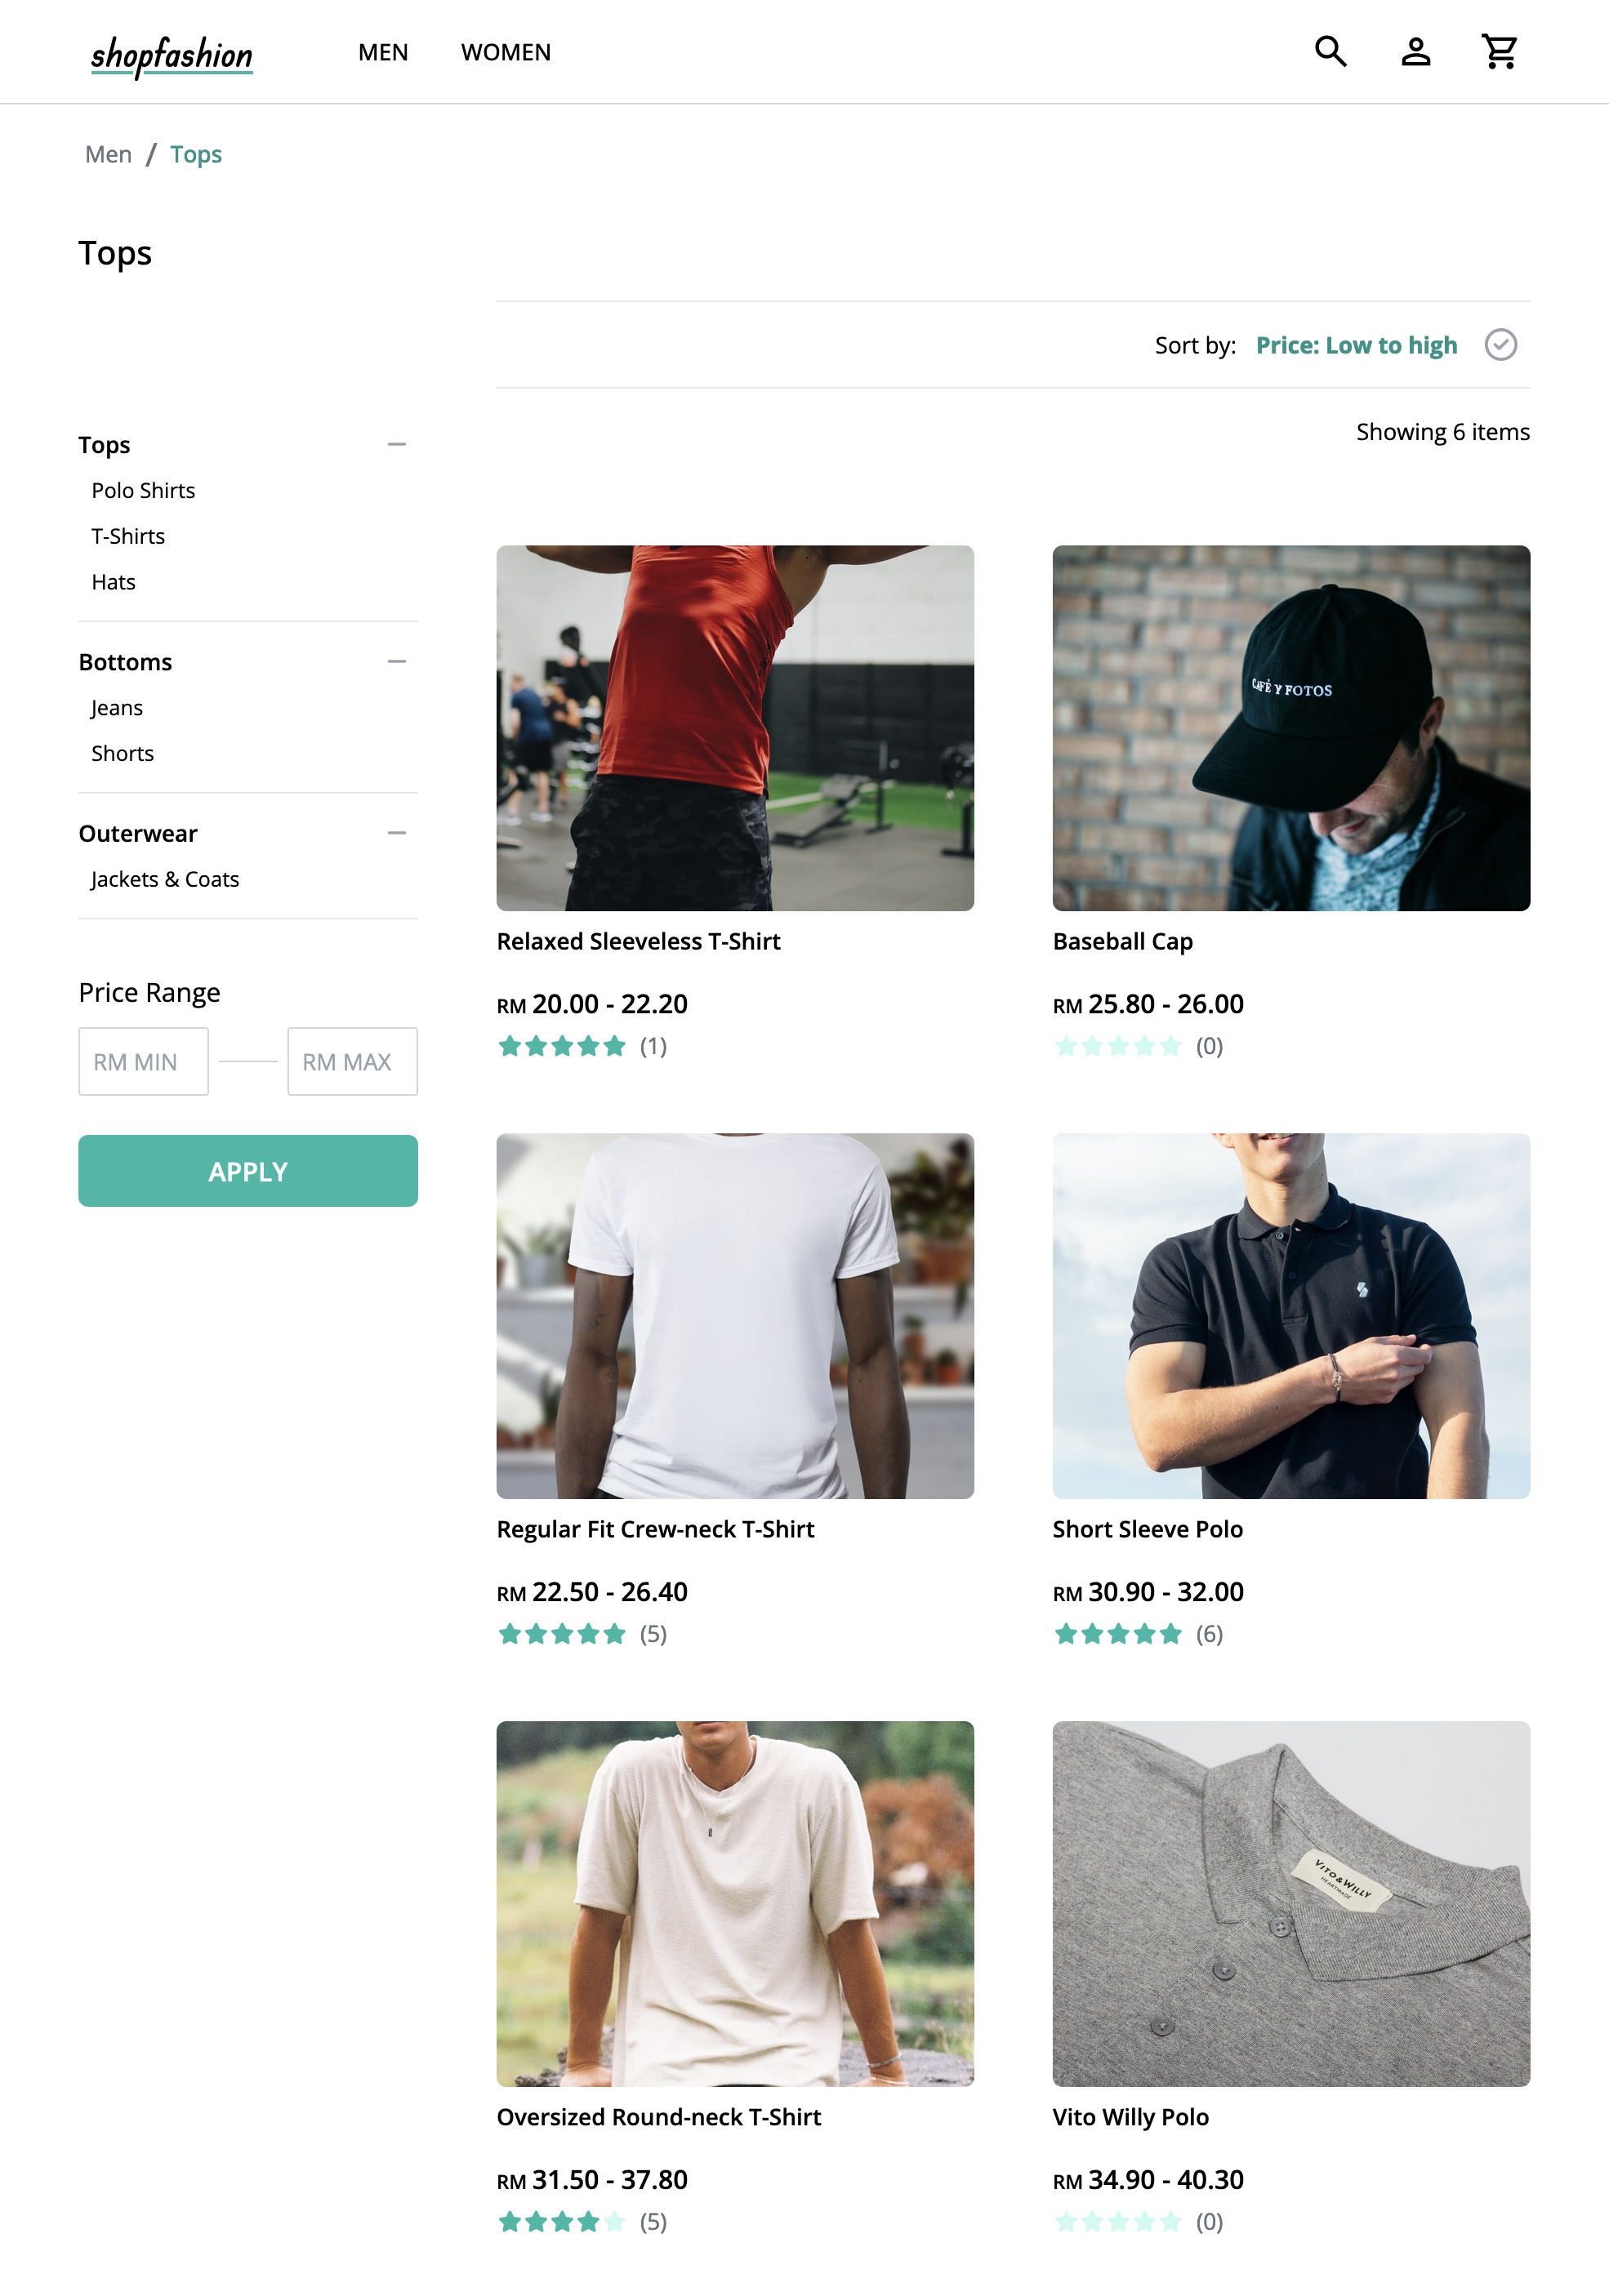 shopfashion
MEN
WOMEN
Men / Tops
Tops
Sort by: Price: Low to high
Showing 6 items
Tops
Polo Shirts
T-Shirts
Hats
Bottoms
Jeans
Shorts
Outerwear
Jackets & Coats
Price Range
RM MIN
RM MAX
APPLY
CAFÉ Y FOTOS
Relaxed Sleeveless T-Shirt
RM 20.00 - 22.20
(1)
Baseball Cap
RM 25.80 - 26.00
(0)
Regular Fit Crew-neck T-Shirt
RM 22.50 - 26.40
(5)
Short Sleeve Polo
RM 30.90 - 32.00
(6)
VITO & WILLY
HEARTMADE
Oversized Round-neck T-Shirt
RM 31.50 - 37.80
(5)
Vito Willy Polo
RM 34.90 - 40.30
(0)